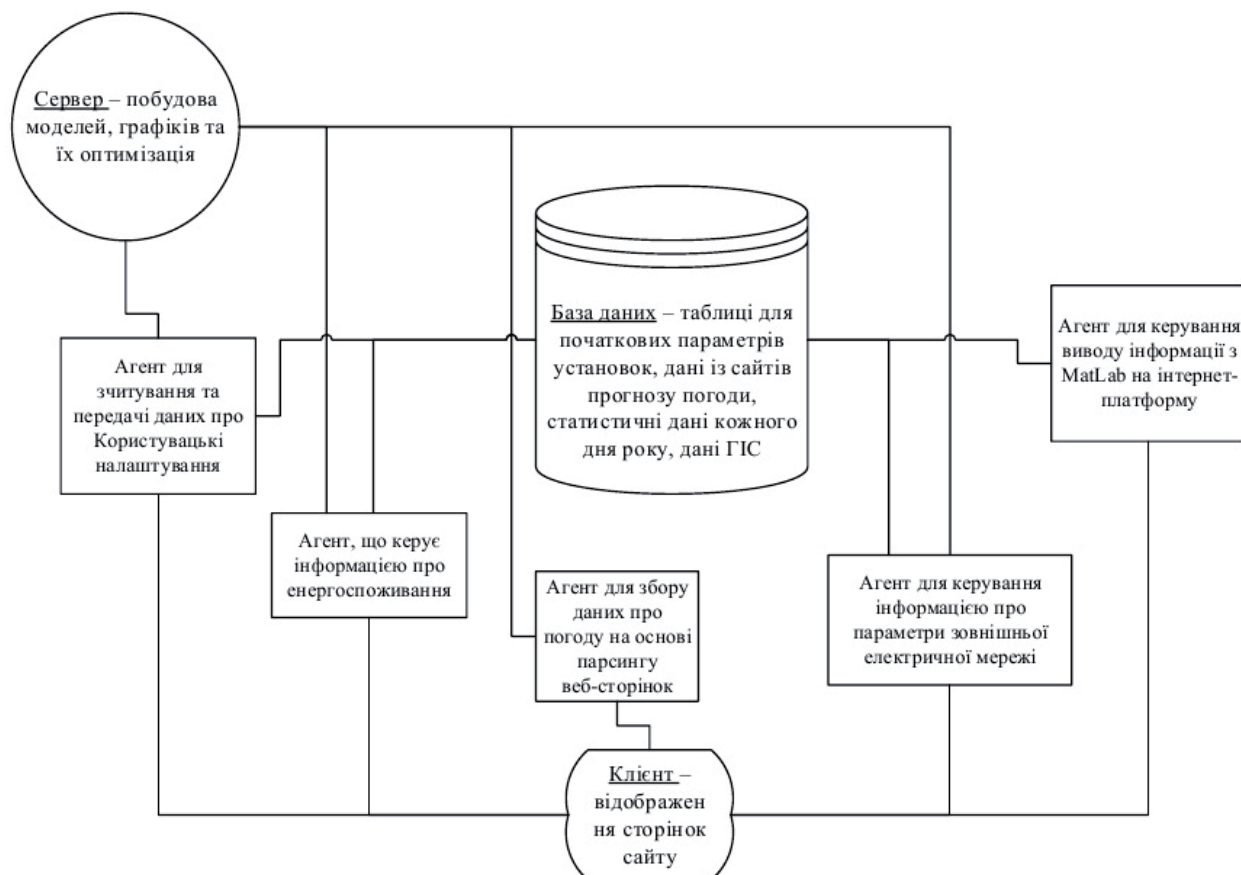 Сервер – побудова
моделей, графіків та
їх оптимізація
База даних – таблиці для
початкових параметрів
установок, дані із сайтів
прогнозу погоди,
статистичні дані кожного
дня року, дані ГІС
Агент для керування
виводу інформації з
MatLab на інтернет-
платформу
Агент для
зчитування та
передачі даних про
Користувацькі
налаштування
Агент, що керує
інформацією про
енергоспоживання
Агент для збору
даних про
погоду на основі
парсингу
веб-сторінок
Агент для керування
інформацією про
параметри зовнішньої
електричної мережі
Клієнт –
відображен
ня сторінок
сайту